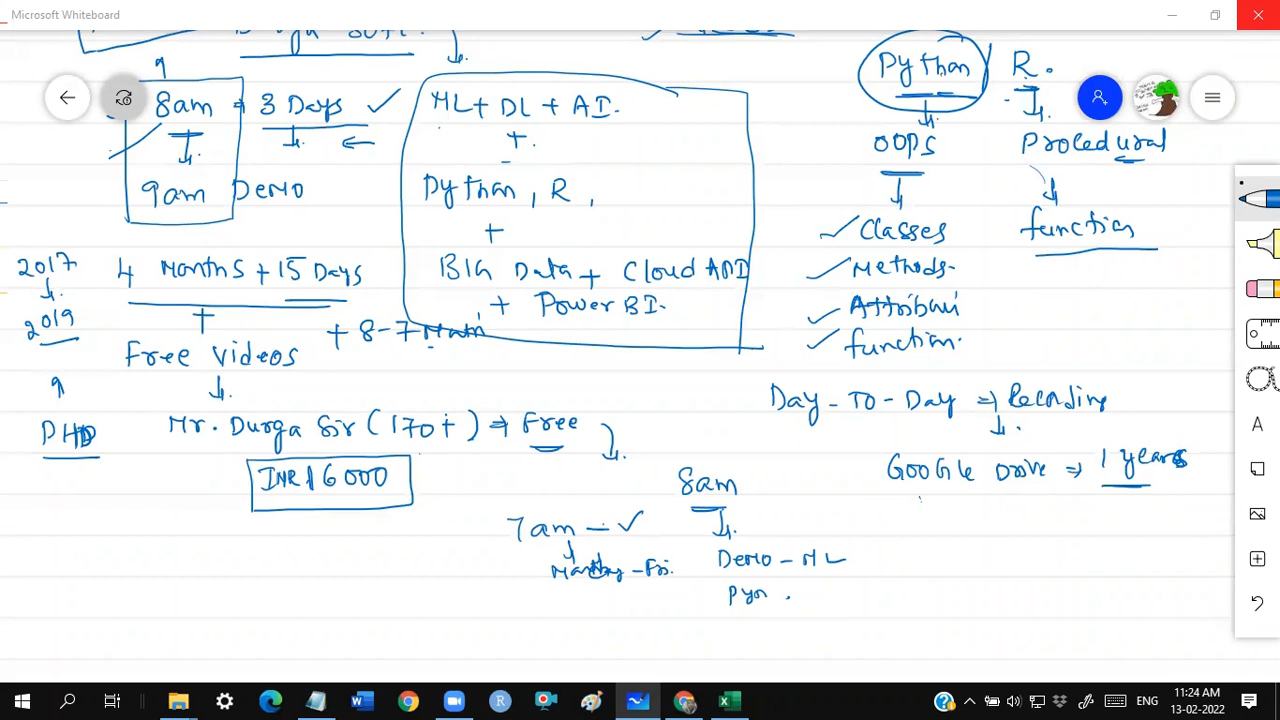 Microsoft Whiteboard
Durga Soft.
8am
3 Days
9am Demo
ML + DL + AI.
+
Python, R,
+
BIG Data + Cloud
+ Power BI.
Python
R.
OOPS
Procedural
Classes
function
Methods
function
2017
2019
4 Months + 15 Days
+
Free videos
+ 8-7
PHD
Mr. Durga Sir (170+) ⇒ Free
INR 16000
Day-To-Day ⇒ Recording
Google Drive ⇒ 1 years
8am
7am -
Demo - ML
A
ENG
11:24 AM
13-02-2022